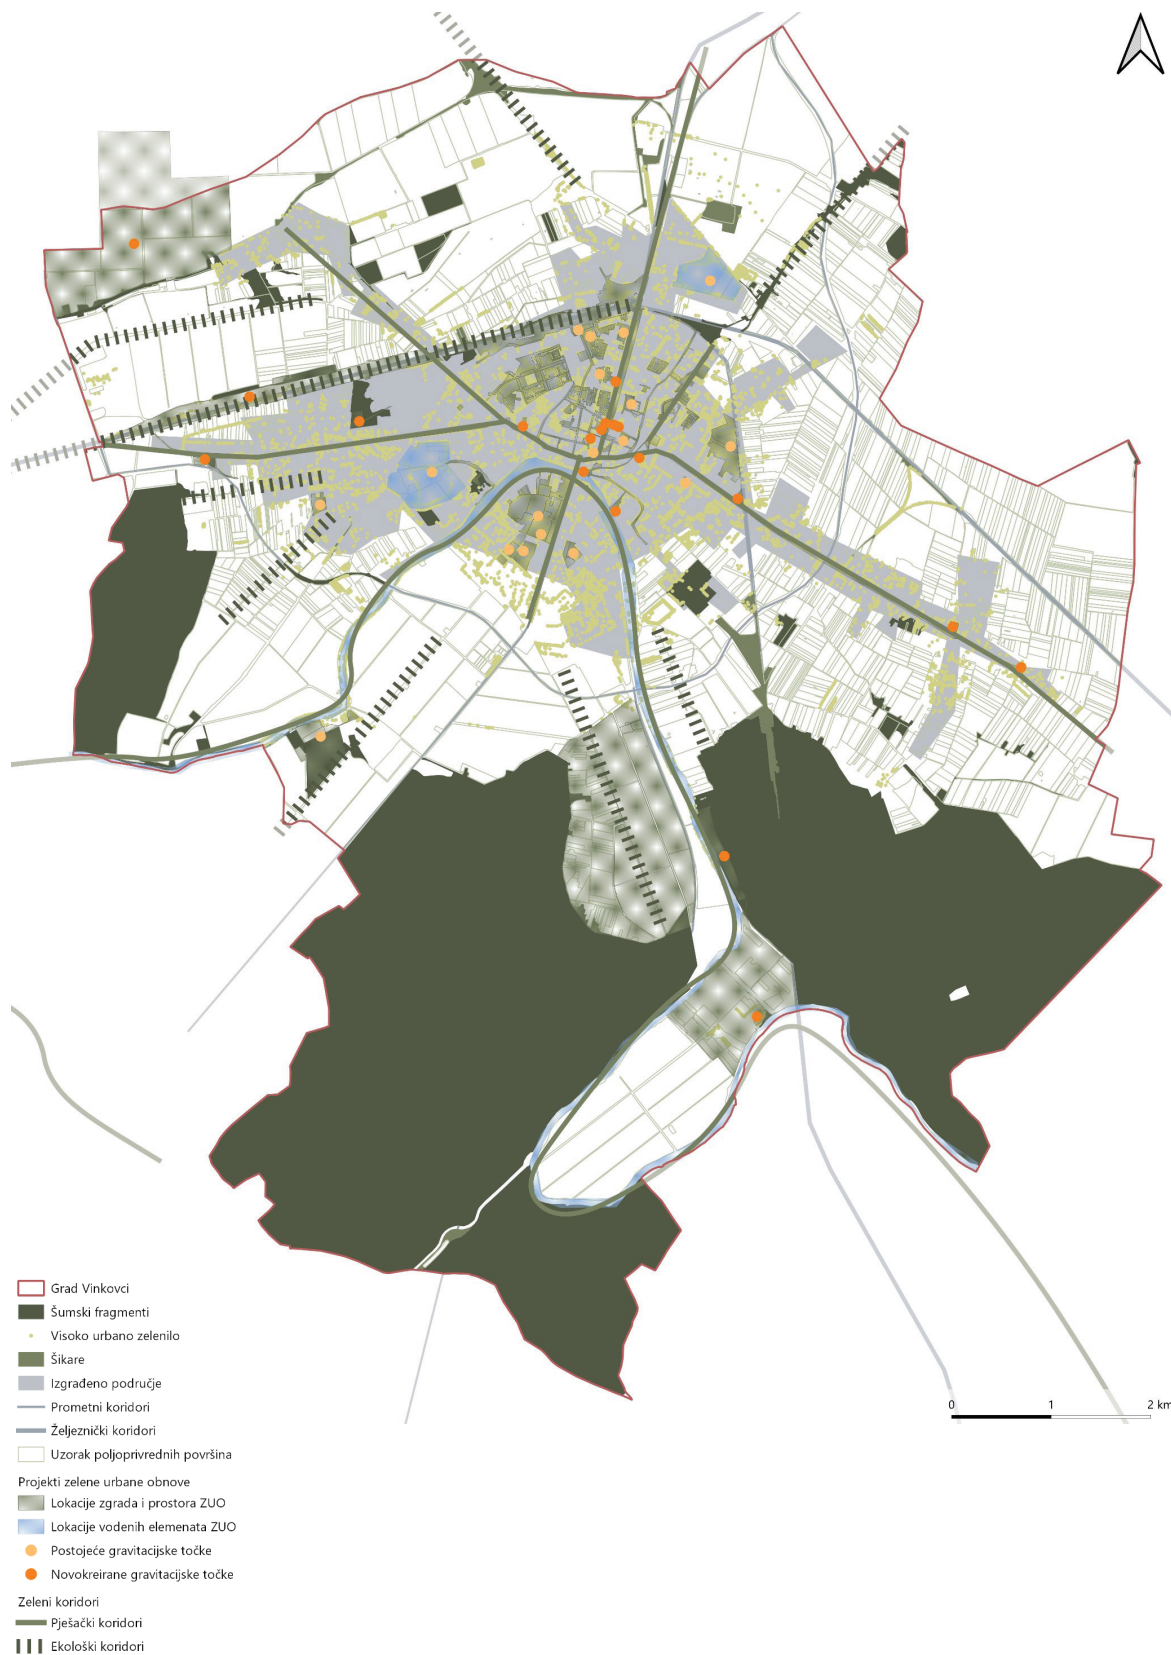 Grad Vinkovci
Šumski fragmenti
Visoko urbano zelenilo
Šikare
Izgrađeno područje
Prometni koridori
Željeznički koridori
Uzorak poljoprivrednih površina
Projekti zelene urbane obnove
Lokacije zgrada i prostora ZUO
Lokacije vodenih elemenata ZUO
Postojeće gravitacijske točke
Novokreirane gravitacijske točke
Zeleni koridori
Pješački koridori
Ekološki koridori
0 1 2 km